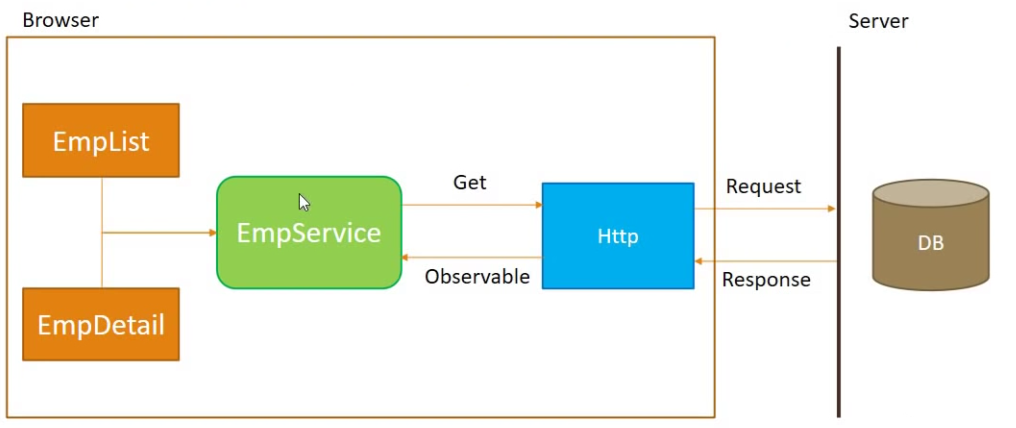 Browser
Server
EmpList
EmpService
Get
Observable
Http
Request
Response
DB
EmpDetail